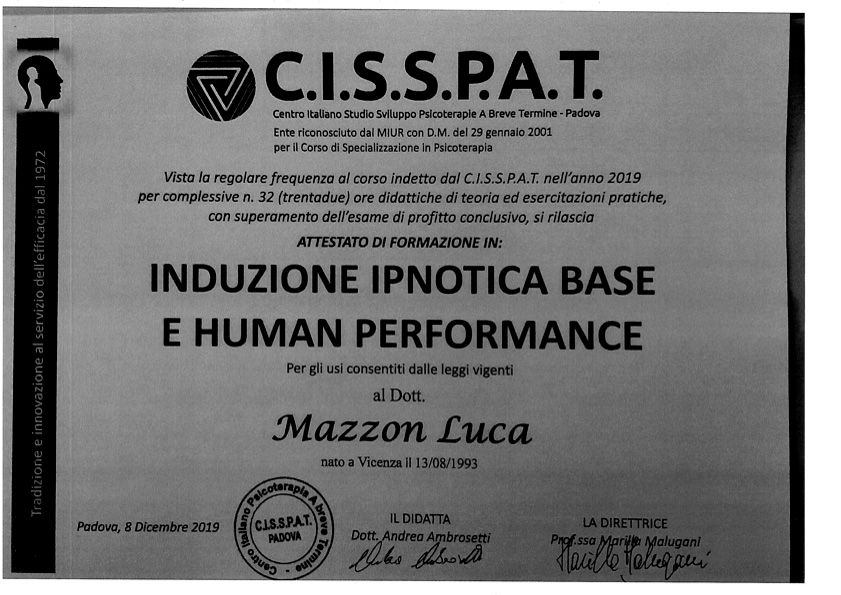 C.I.S.S.P.A.T.
Centro Italiano Studio Sviluppo Psicoterapie A Breve Termine - Padova
Ente riconosciuto dal MIUR con D.M. del 29 gennaio 2001
per il Corso di Specializzazione in Psicoterapia
Tradizione e innovazione al servizio dell'efficacia dal 1972
Vista la regolare frequenza al corso indetto dal C.I.S.S.P.A.T. nell'anno 2019
per complessive n. 32 (trentadue) ore didattiche di teoria ed esercitazioni pratiche,
con superamento dell'esame di profitto conclusivo, si rilascia
ATTESTATO DI FORMAZIONE IN:
INDUZIONE IPNOTICA BASE
E HUMAN PERFORMANCE
Per gli usi consentiti dalle leggi vigenti
al Dott.
Mazzon Luca
nato a Vicenza il 13/08/1993
Padova, 8 Dicembre 2019
Centro Italiano Psicoterapia A breve Termine -
C.I.S.S.P.A.T.
PADOVA
IL DIDATTA
Dott. Andrea Ambrosetti
LA DIRETTRICE
Prof.ssa Marilla Malugani
Marilla Malugani